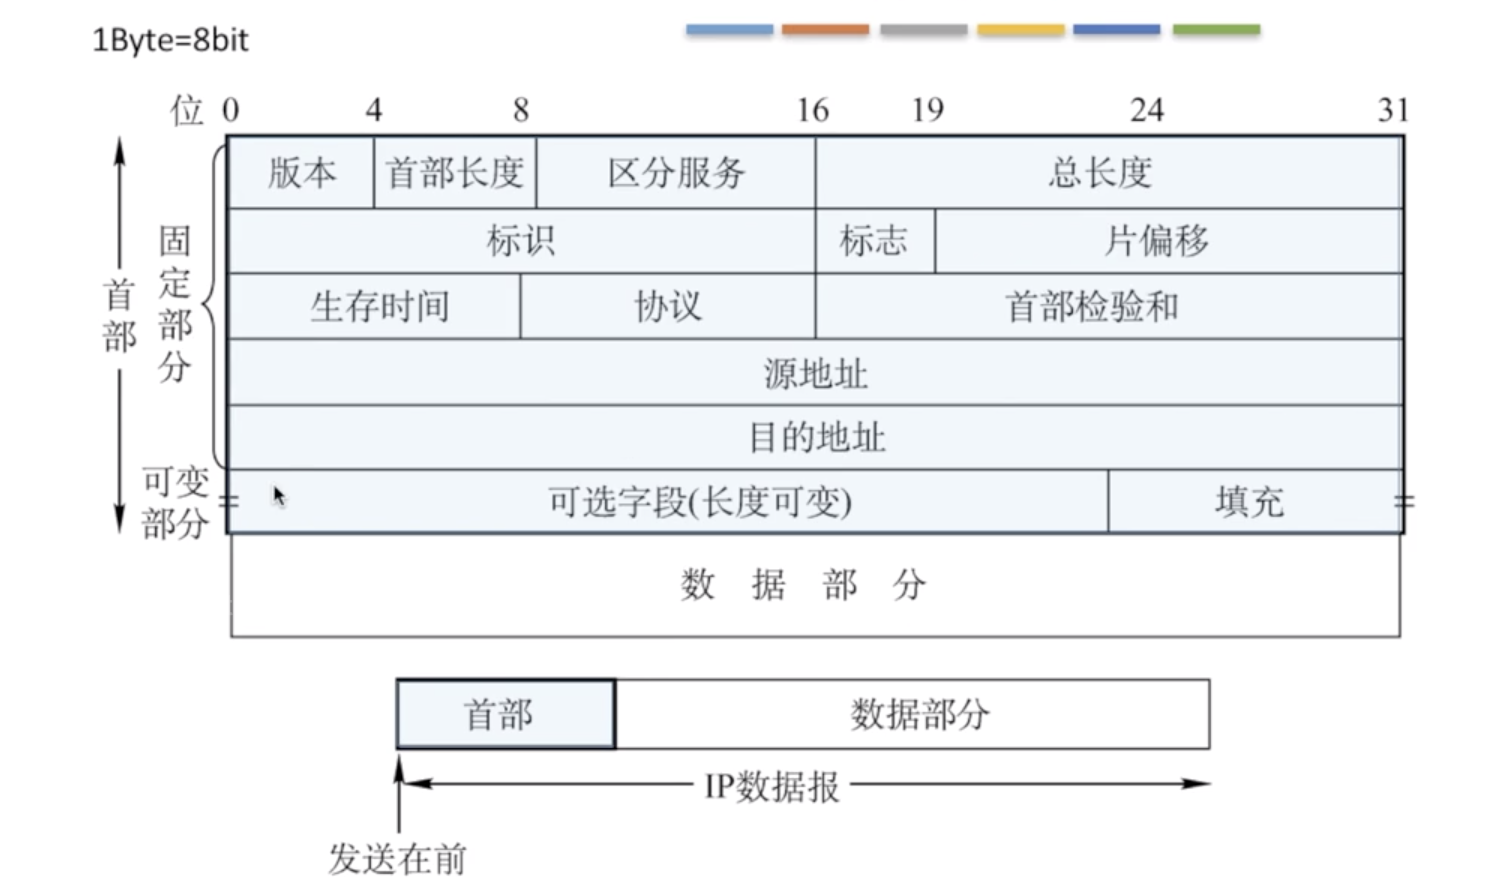 1Byte=8bit
位 0 4 8 16 19 24 31
版本 首部长度 区分服务 总长度
标识 标志 片偏移
生存时间 协议 首部检验和
源地址
目的地址
可选字段(长度可变) 填充
首部
固定部分
可变
部分
数据部分
首部 数据部分
IP数据报
发送在前